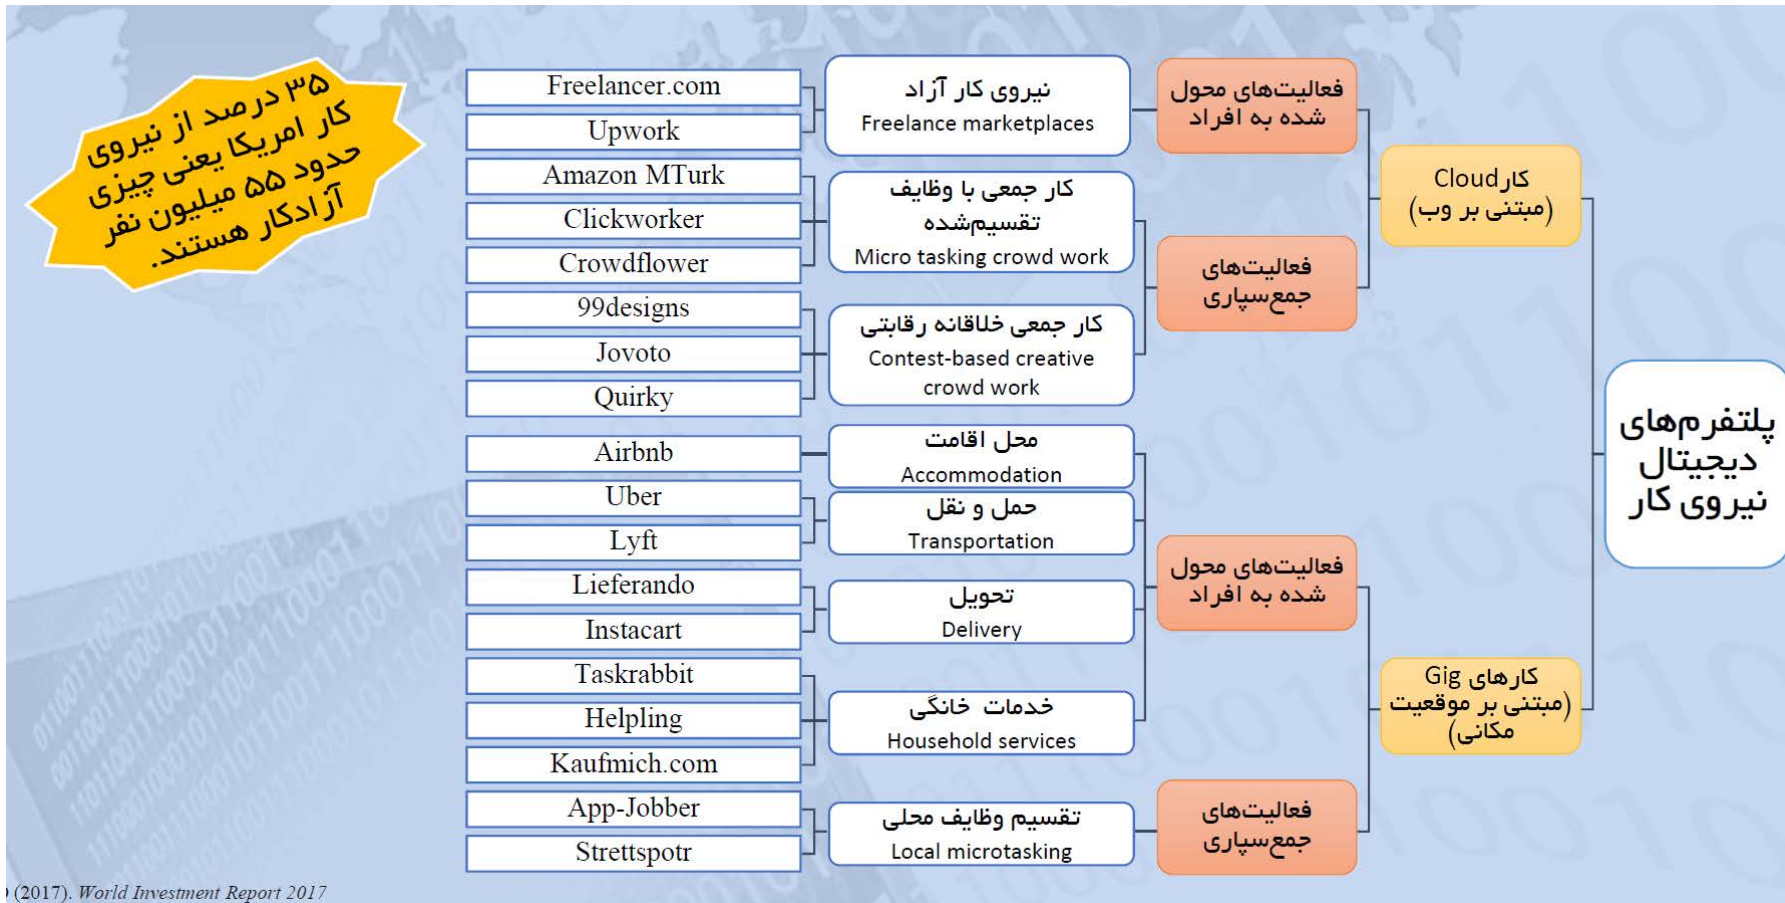 پلتفرم‌های
دیجیتال
نیروی کار
کار Cloud
(مبتنی بر وب)
فعالیت‌های محول
شده به افراد
نیروی کار آزاد
Freelance marketplaces
Freelancer.com
Upwork
فعالیت‌های
جمع‌سپاری
کار جمعی با وظایف
تقسیم‌شده
Micro tasking crowd work
Amazon MTurk
Clickworker
Crowdflower
کار جمعی خلاقانه رقابتی
Contest-based creative
crowd work
99designs
Jovoto
Quirky
کارهای Gig
(مبتنی بر موقعیت
مکانی)
فعالیت‌های محول
شده به افراد
محل اقامت
Accommodation
Airbnb
حمل و نقل
Transportation
Uber
Lyft
تحویل
Delivery
Lieferando
Instacart
خدمات خانگی
Household services
Taskrabbit
Helpling
Kaufmich.com
فعالیت‌های
جمع‌سپاری
تقسیم وظایف محلی
Local microtasking
App-Jobber
Strettspotr
۳۵ درصد از نیروی
کار امریکا یعنی چیزی
حدود ۵۵ میلیون نفر
آزادکار هستند.
(2017). World Investment Report 2017